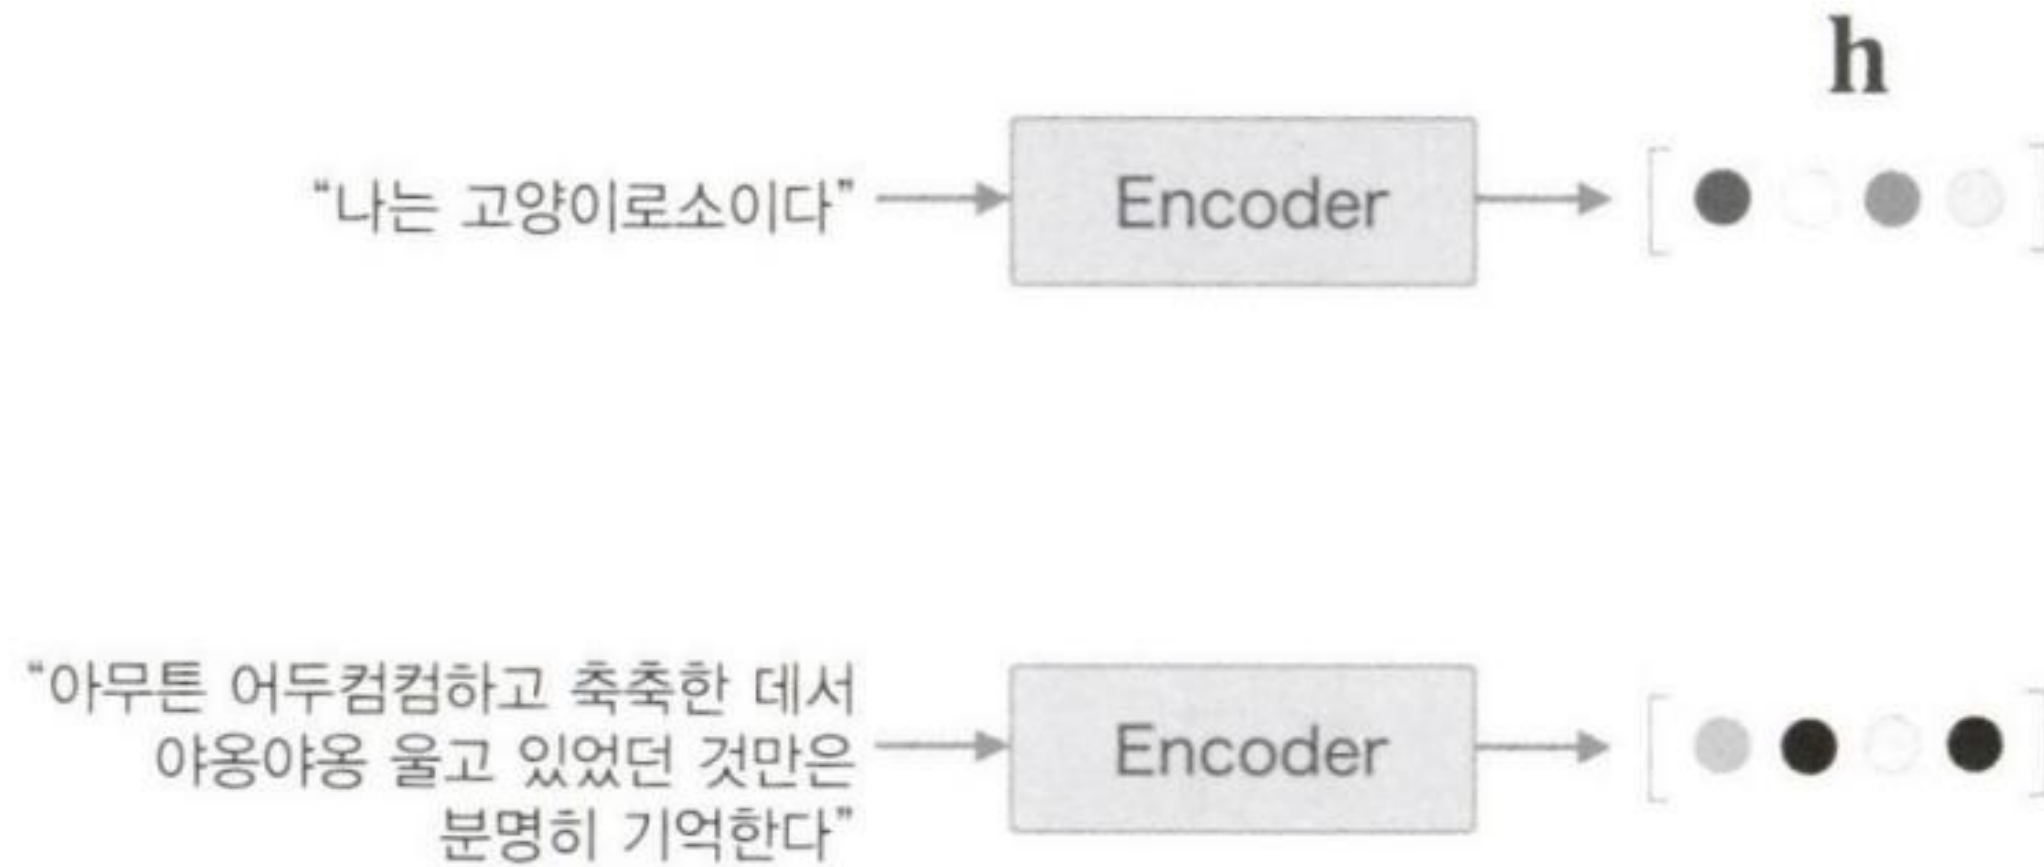 h
“나는 고양이로소이다”
Encoder
“아무튼 어두컴컴하고 축축한 데서
야옹야옹 울고 있었던 것만은
분명히 기억한다”
Encoder